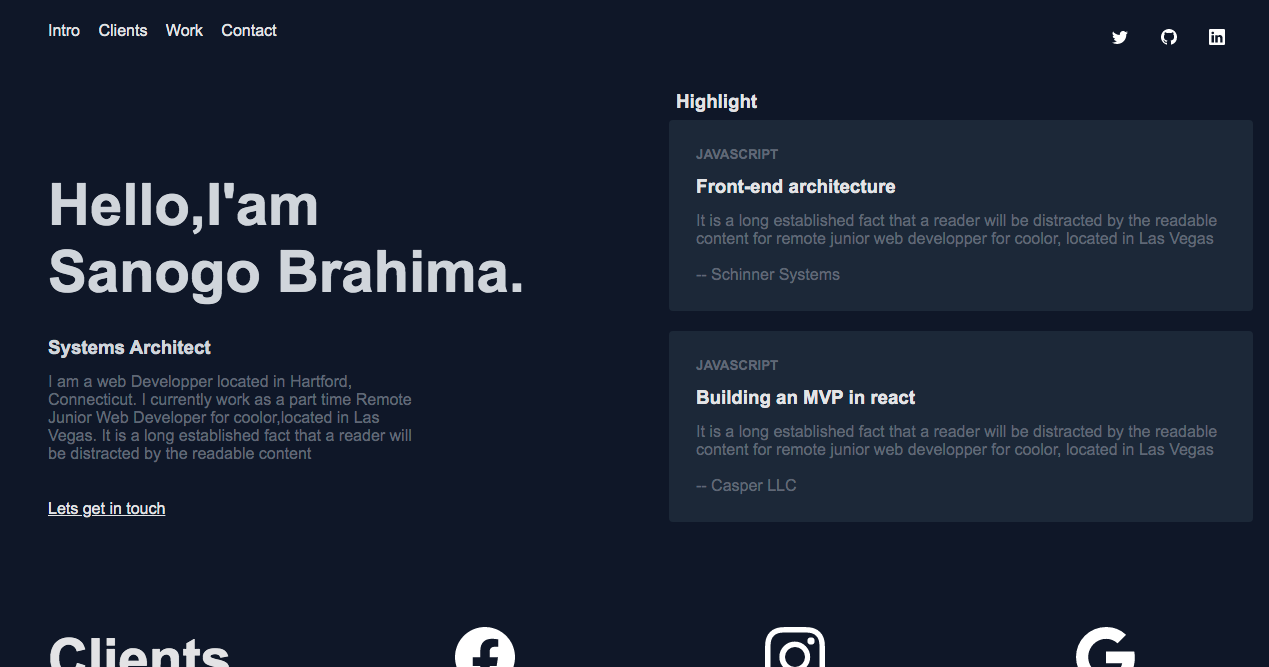 Intro Clients Work Contact
Highlight
JAVASCRIPT
Front-end architecture
It is a long established fact that a reader will be distracted by the readable
content for remote junior web developper for coolor, located in Las Vegas
-- Schinner Systems
Hello,I'am
Sanogo Brahima.
Systems Architect
I am a web Developper located in Hartford,
Connecticut. I currently work as a part time Remote
Junior Web Developer for coolor,located in Las
Vegas. It is a long established fact that a reader will
be distracted by the readable content
Lets get in touch
JAVASCRIPT
Building an MVP in react
It is a long established fact that a reader will be distracted by the readable
content for remote junior web developper for coolor, located in Las Vegas
-- Casper LLC
Clients